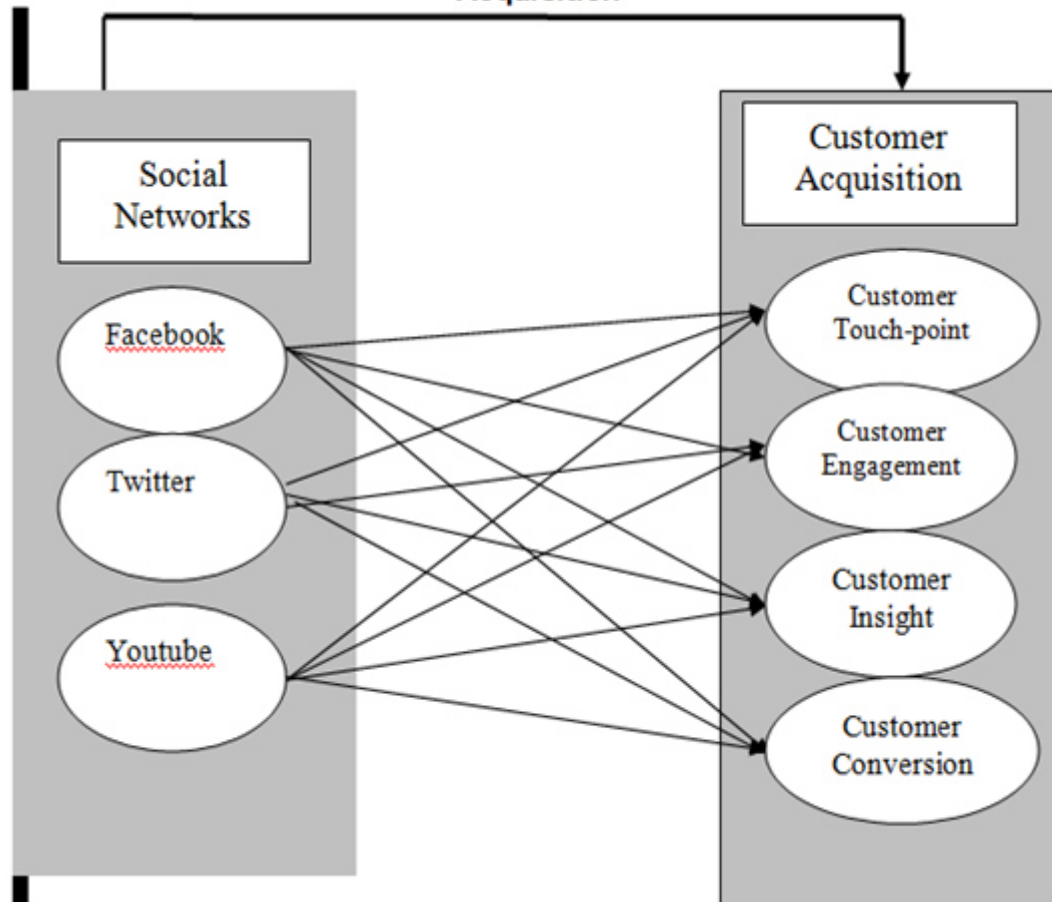 Social
Networks
Facebook
Twitter
Youtube
Customer
Acquisition
Customer
Touch-point
Customer
Engagement
Customer
Insight
Customer
Conversion